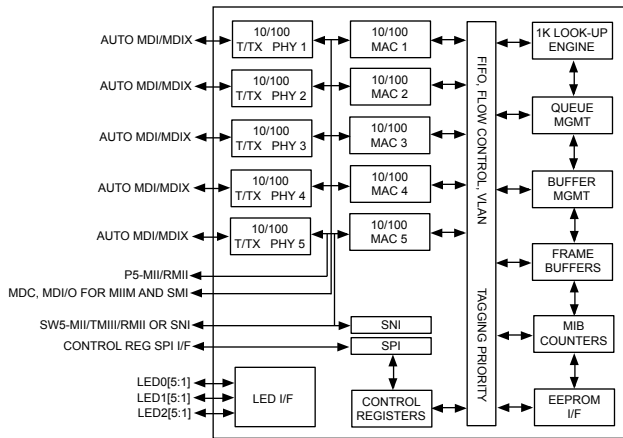 AUTO MDI/MDIX
10/100
T/TX PHY 1
10/100
MAC 1
1K LOOK-UP
ENGINE
AUTO MDI/MDIX
10/100
T/TX PHY 2
10/100
MAC 2
QUEUE
MGMT
AUTO MDI/MDIX
10/100
T/TX PHY 3
10/100
MAC 3
AUTO MDI/MDIX
10/100
T/TX PHY 4
10/100
MAC 4
BUFFER
MGMT
AUTO MDI/MDIX
10/100
T/TX PHY 5
10/100
MAC 5
FRAME
BUFFERS
FIFO, FLOW CONTROL, VLAN TAGGING PRIORITY
P5-MII/RMII
MDC, MDI/O FOR MIIM AND SMI
SW5-MII/TMIII/RMII OR SNI
SNI
MIB
COUNTERS
CONTROL REG SPI I/F
SPI
LED0[5:1]
LED1[5:1]
LED2[5:1]
LED I/F
CONTROL
REGISTERS
EEPROM
I/F